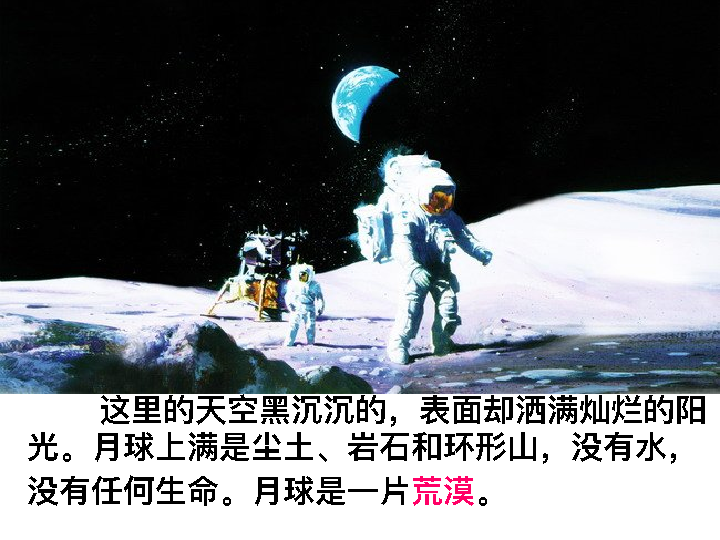 这里的天空黑沉沉的，表面却洒满灿烂的阳
光。月球上满是尘土、岩石和环形山，没有水，
没有任何生命。月球是一片荒漠。